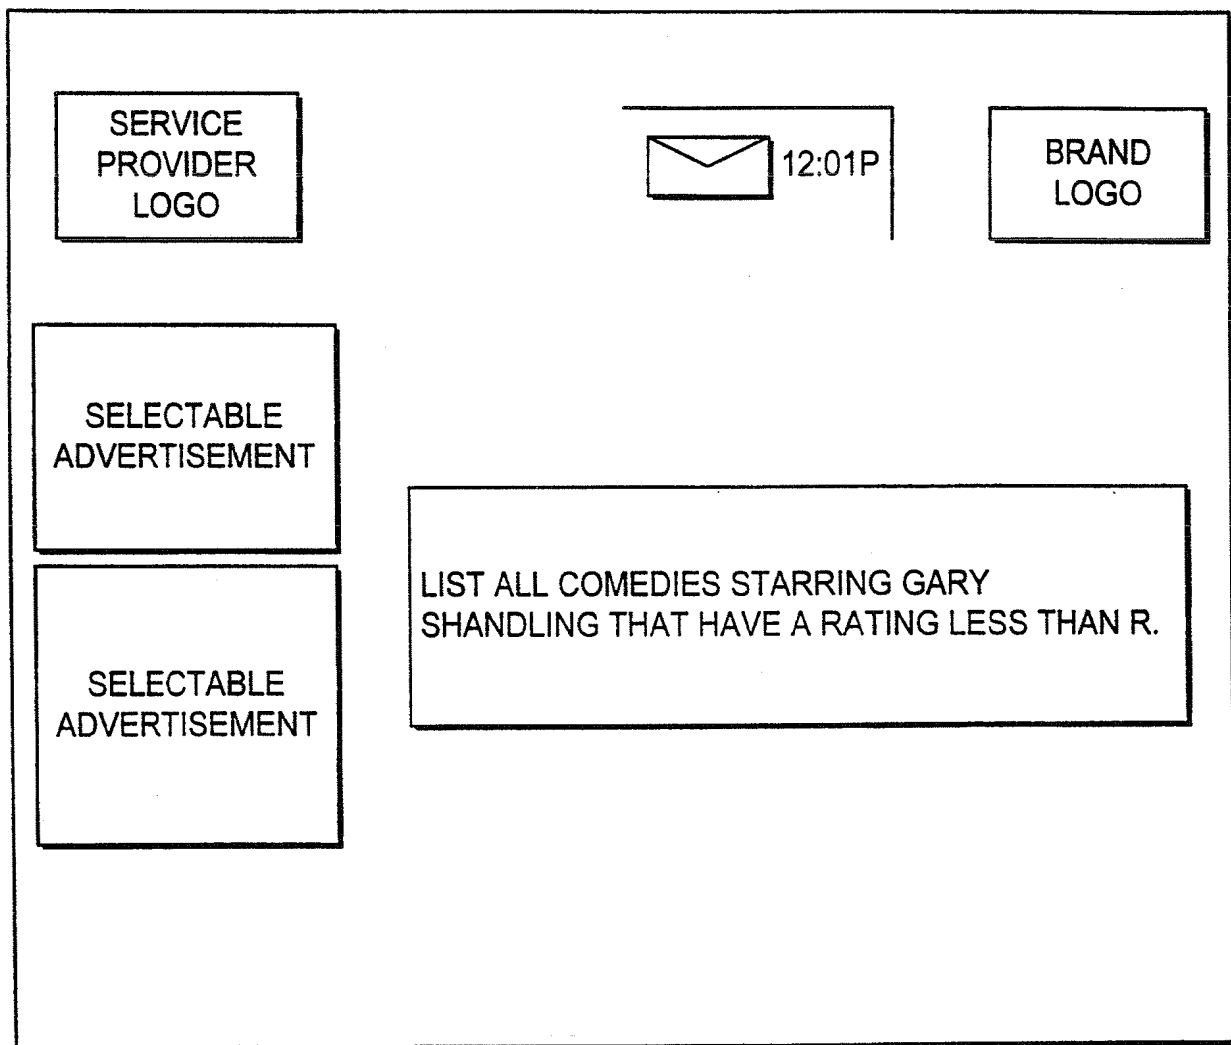 SERVICE
PROVIDER
LOGO
12:01P
BRAND
LOGO
SELECTABLE
ADVERTISEMENT
LIST ALL COMEDIES STARRING GARY
SHANDLING THAT HAVE A RATING LESS THAN R.
SELECTABLE
ADVERTISEMENT